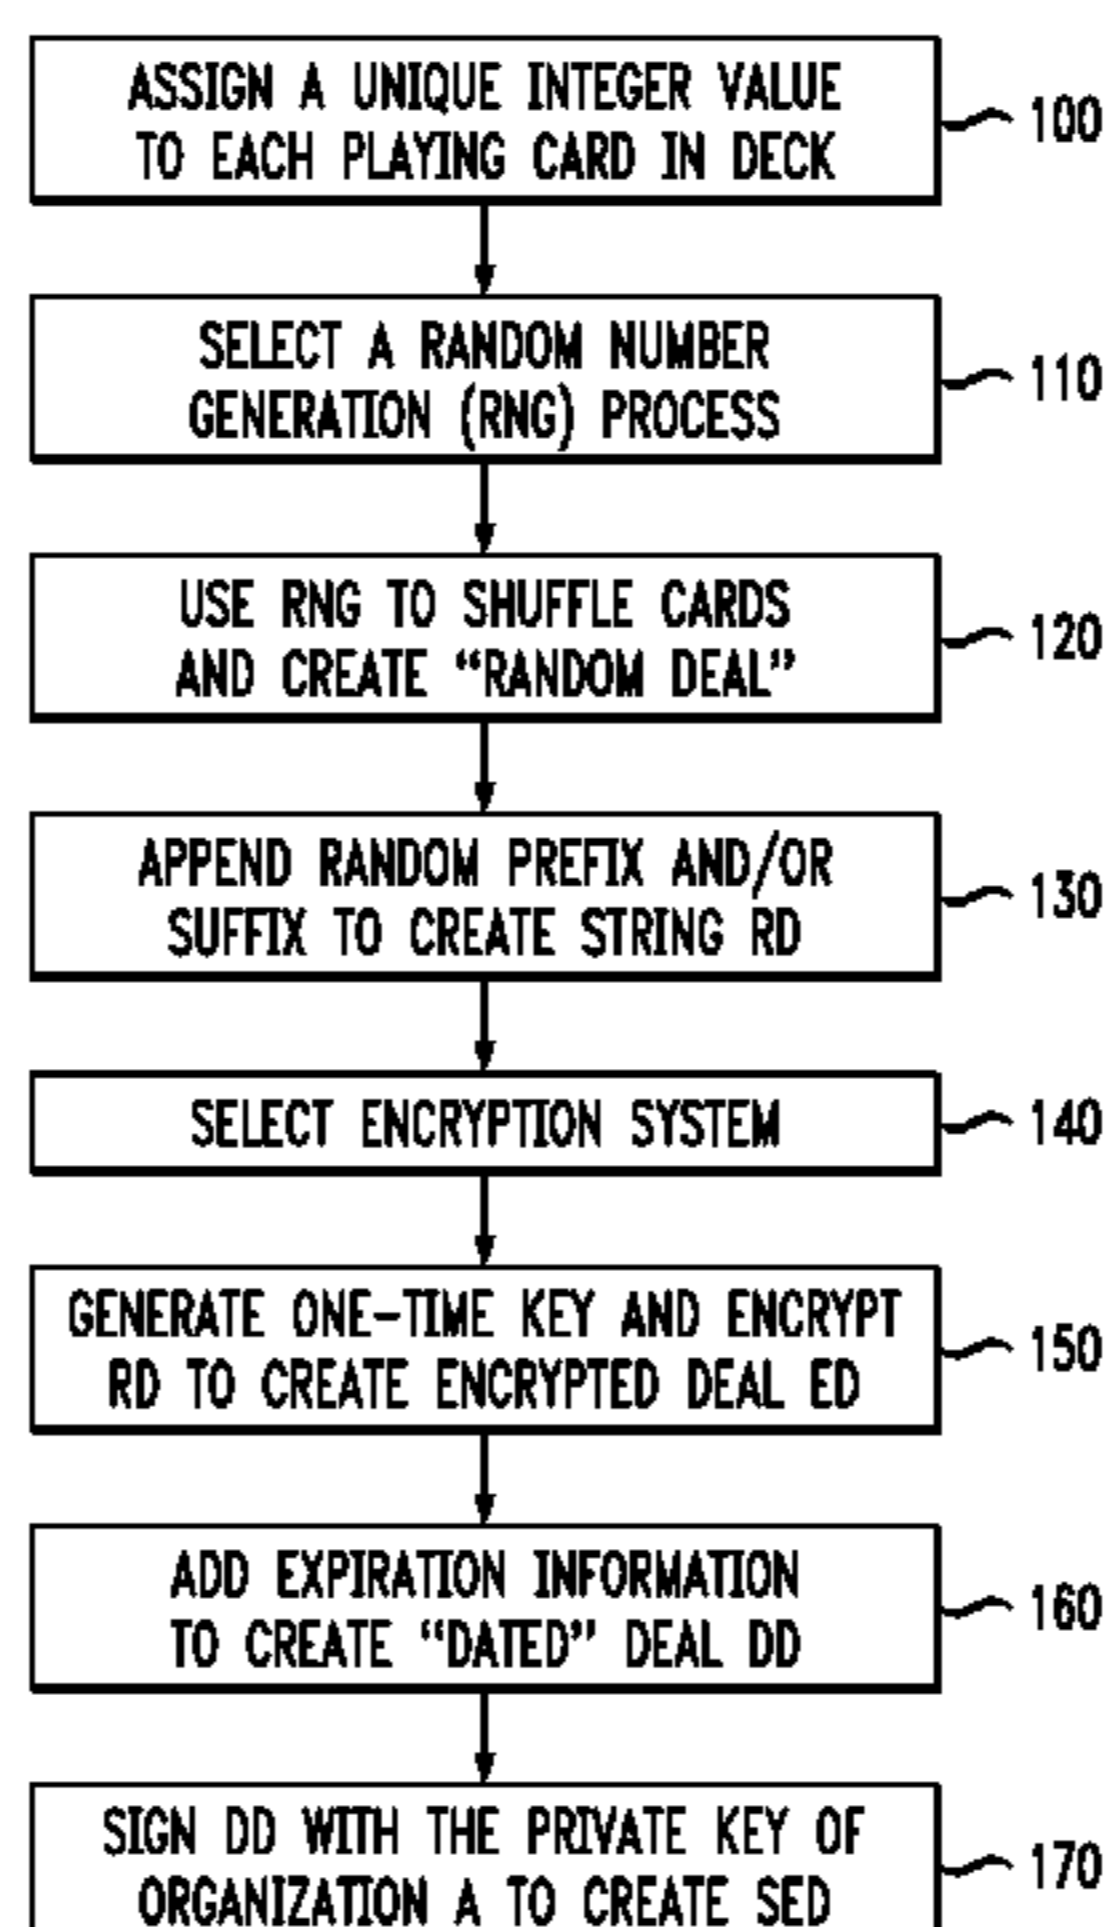 ASSIGN A UNIQUE INTEGER VALUE
TO EACH PLAYING CARD IN DECK
100
SELECT A RANDOM NUMBER
GENERATION (RNG) PROCESS
110
USE RNG TO SHUFFLE CARDS
AND CREATE “RANDOM DEAL”
120
APPEND RANDOM PREFIX AND/OR
SUFFIX TO CREATE STRING RD
130
SELECT ENCRYPTION SYSTEM
140
GENERATE ONE-TIME KEY AND ENCRYPT
RD TO CREATE ENCRYPTED DEAL ED
150
ADD EXPIRATION INFORMATION
TO CREATE “DATED” DEAL DD
160
SIGN DD WITH THE PRIVATE KEY OF
ORGANIZATION A TO CREATE SED
170